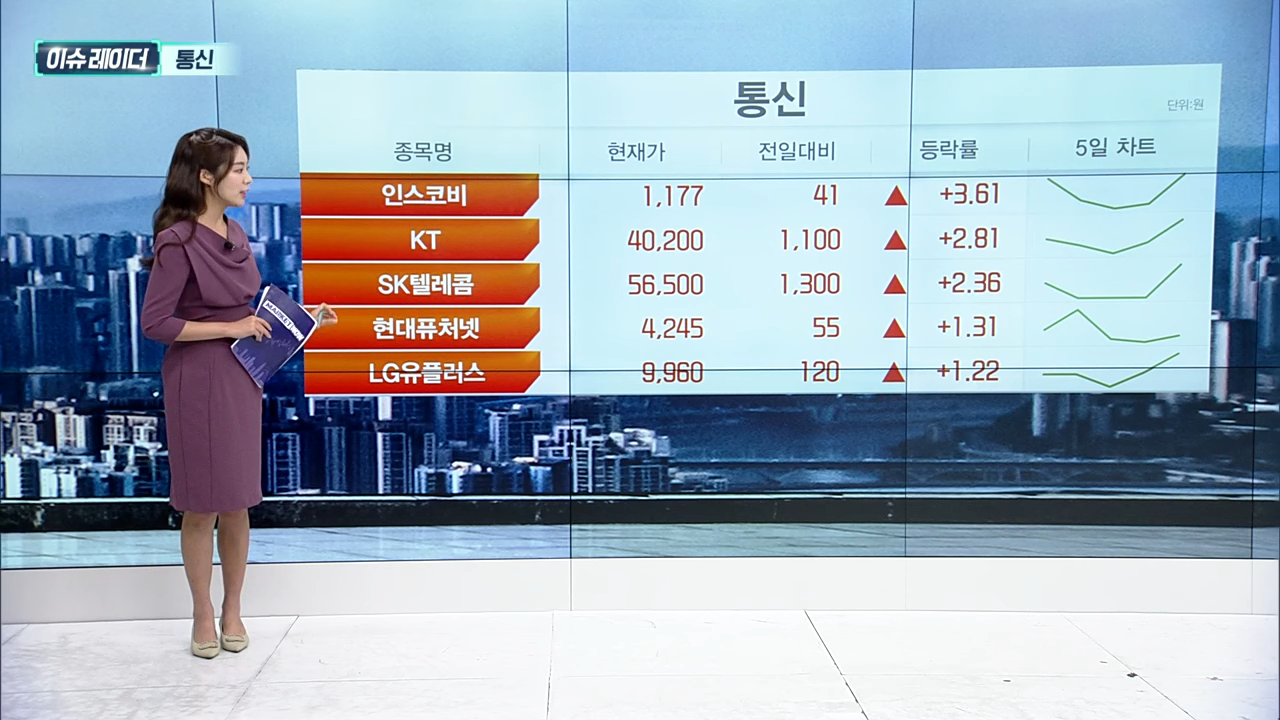 이슈 레이더 통신
통신
단위:원
종목명 현재가 전일대비 등락률 5일 차트
인스코비 1,177 41 ▲ +3.61
KT 40,200 1,100 ▲ +2.81
SK텔레콤 56,500 1,300 ▲ +2.36
현대퓨처넷 4,245 55 ▲ +1.31
LG유플러스 9,960 120 ▲ +1.22